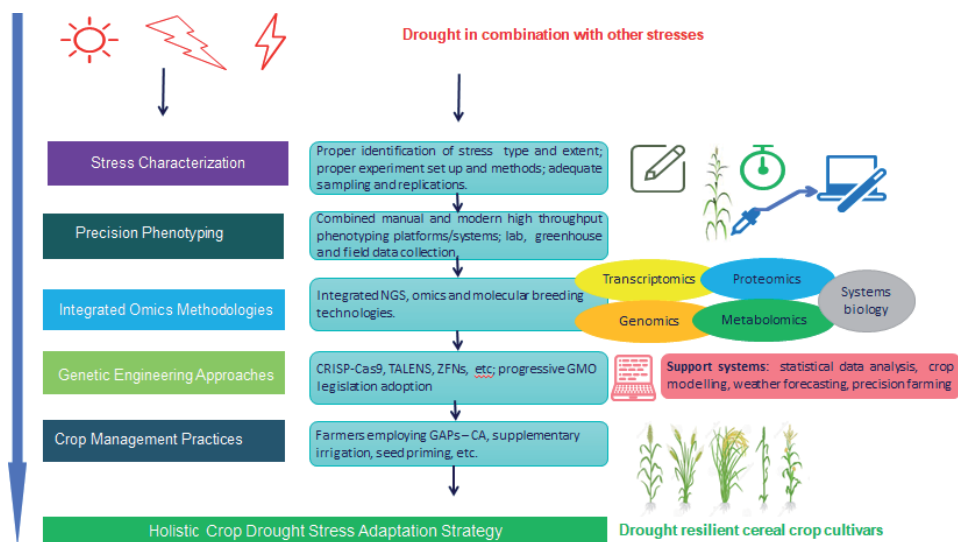 Drought in combination with other stresses
Stress Characterization
Proper identification of stress type and extent;
proper experiment set up and methods; adequate
sampling and replications.
Precision Phenotyping
Combined manual and modern high throughput
phenotyping platforms/systems; lab, greenhouse
and field data collection
Integrated Omics Methodologies
Integrated NGS, omics and molecular breeding
technologies.
Transcriptomics
Proteomics
Genomics
Metabolomics
Systems
biology
Genetic Engineering Approaches
CRISP-Cas9, TALENS, ZFNs, etc; progressive GMO
legislation adoption
Support systems: statistical data analysis, crop
modelling, weather forecasting, precision farming
Crop Management Practices
Farmers employing GAPs – CA, supplementary
irrigation, seed priming, etc.
Holistic Crop Drought Stress Adaptation Strategy
Drought resilient cereal crop cultivars